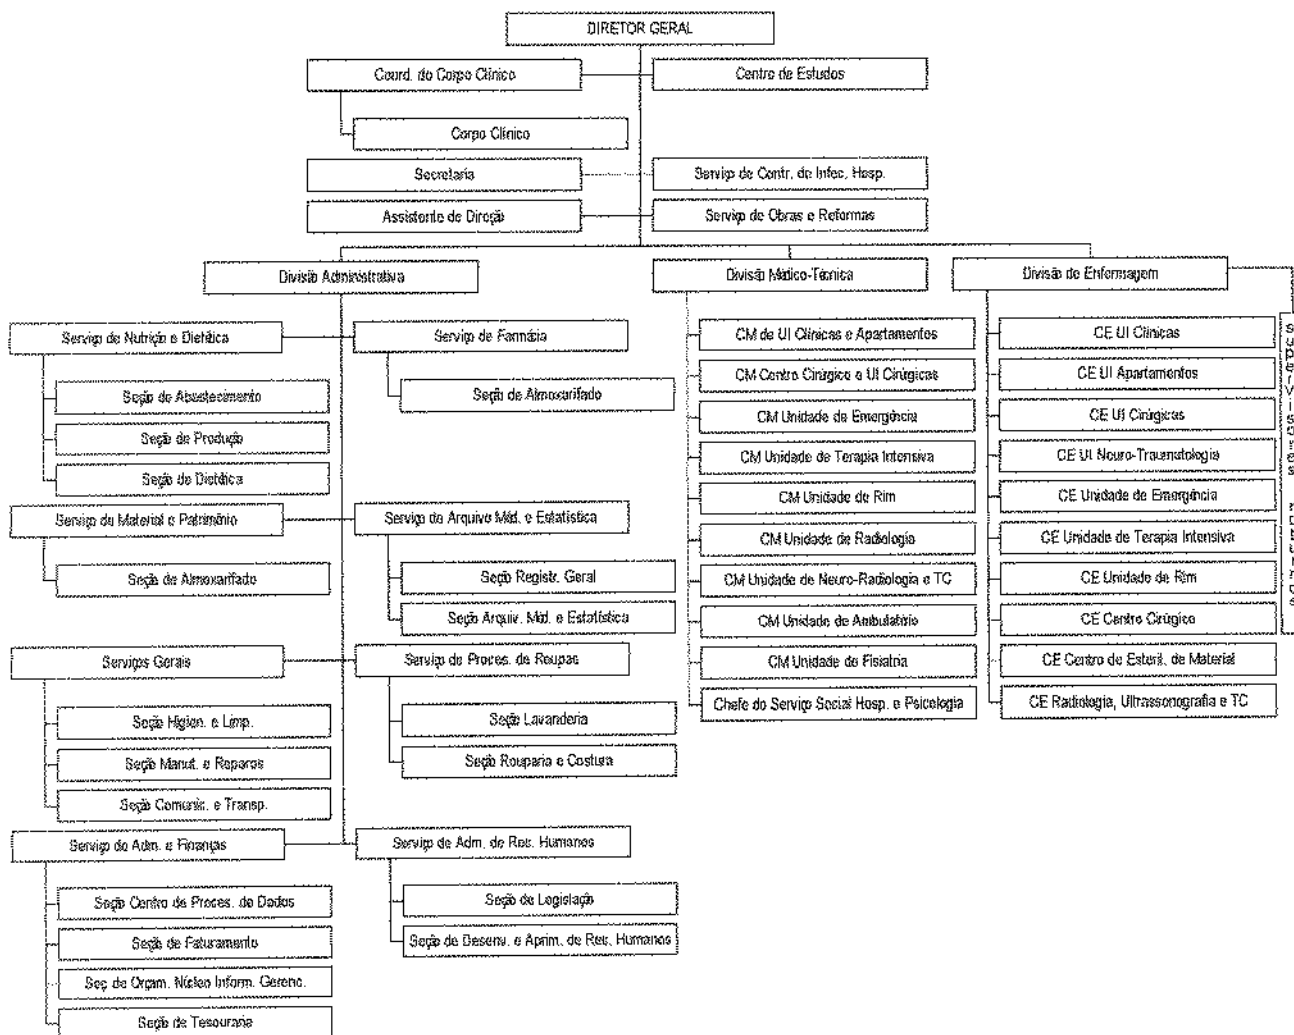 DIRETOR GERAL
Coord. do Corpo Clínico
Centro de Estudos
Corpo Clínico
Secretaria
Serviço de Contr. de Infec. Hosp.
Assistente de Direção
Serviço de Obras e Reformas
Divisão Administrativa
Divisão Médico-Técnica
Divisão de Enfermagem
Serviço de Nutrição e Dietética
Serviço de Farmácia
Seção de Abastecimento
Seção de Almoxarifado
Seção de Produção
Seção de Dietética
Serviço de Material e Patrimônio
Serviço de Arquivo Méd. e Estatística
Seção de Almoxarifado
Seção Registr. Geral
Seção Arquiv. Méd. e Estatística
Serviços Gerais
Serviço de Proces. de Roupas
Seção Higien. e Limp.
Seção Lavanderia
Seção Manut. e Reparos
Seção Rouparia e Costura
Seção Comunic. e Transp.
Serviço de Adm. e Finanças
Serviço de Adm. de Res. Humanos
Seção Centro de Proces. de Dados
Seção de Legislação
Seção de Faturamento
Seção de Desenv. e Aprim. de Res. Humanos
Seç de Orçam. Núcleo Inform. Gerenc.
Seção de Tesouraria
CM de UI Clínicas e Apartamentos
CM Centro Cirúgico e UI Cirúgicas
CM Unidade de Emergência
CM Unidade de Terapia Intensiva
CM Unidade de Rim
CM Unidade de Radiologia
CM Unidade de Neuro-Radiologia e TC
CM Unidade de Ambulatório
CM Unidade de Fisiatria
Chefe do Serviço Social Hosp. e Psicologia
CE UI Clínicas
CE UI Apartamentos
CE UI Cirúgicas
CE UI Neuro-Traumatologia
CE Unidade de Emergência
CE Unidade de Terapia Intensiva
CE Unidade de Rim
CE Centro Cirúgico
CE Centro de Esteril. de Material
CE Radiologia, Ultrassonografia e TC
Supervisores